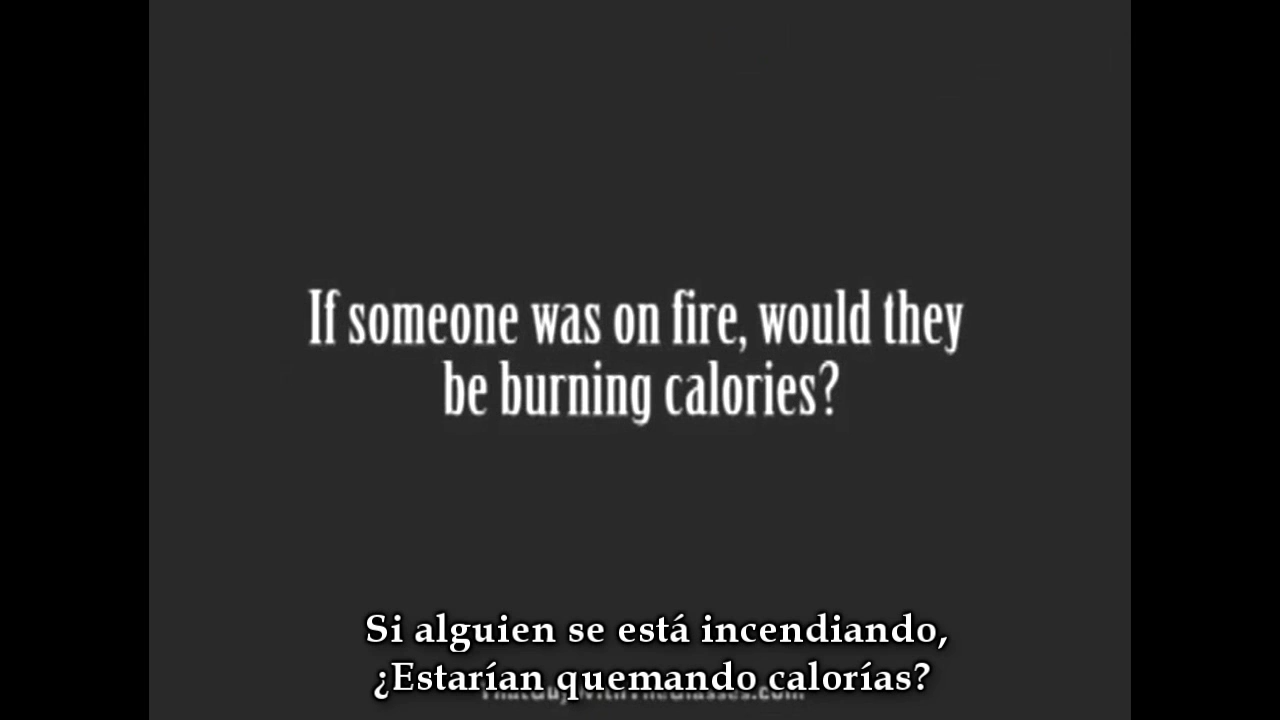 If someone was on fire, would they
be burning calories?
Si alguien se está incendiando,
¿Estarían quemando calorías?